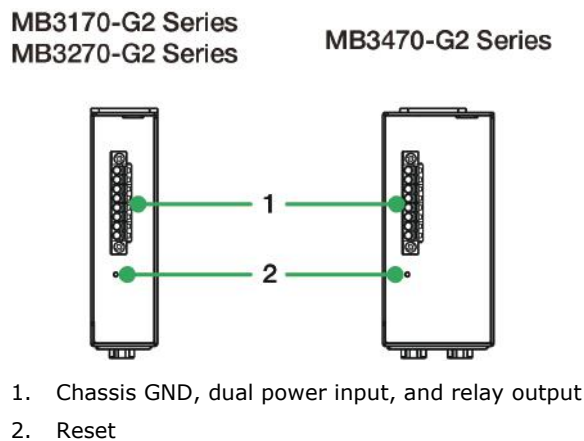 MB3170-G2 Series
MB3270-G2 Series
MB3470-G2 Series
1
2
1. Chassis GND, dual power input, and relay output
2. Reset